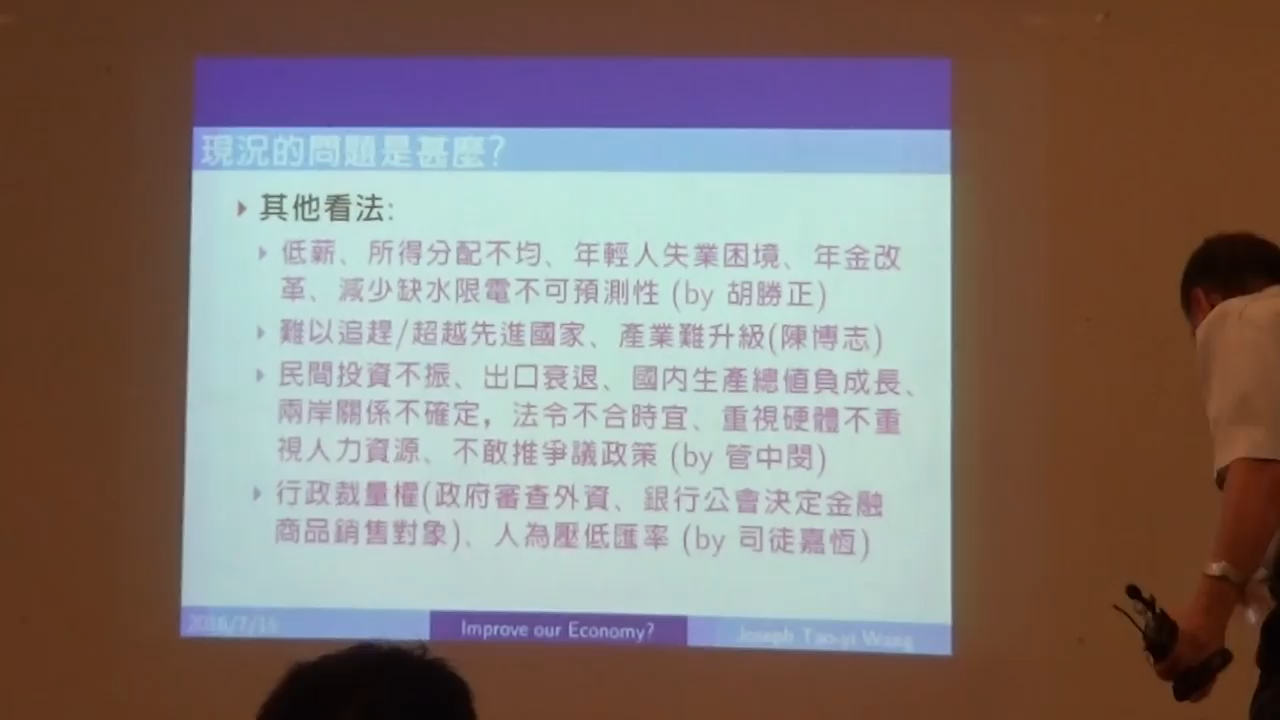 現況的問題是甚麼?
其他看法:
低薪、所得分配不均、年輕人失業困境、年金改
革、減少缺水限電不可預測性 (by 胡勝正)
難以追趕/超越先進國家、產業難升級(陳博志)
民間投資不振、出口衰退、國內生產總值負成長、
兩岸關係不確定，法令不合時宜、重視硬體不重
視人力資源、不敢推爭議政策 (by 管中閔)
行政裁量權(政府審查外資、銀行公會決定金融
商品銷售對象)、人為壓低匯率 (by 司徒嘉恆)
2016/7/16
Improve our Economy?
Joseph Tao-yi Wang